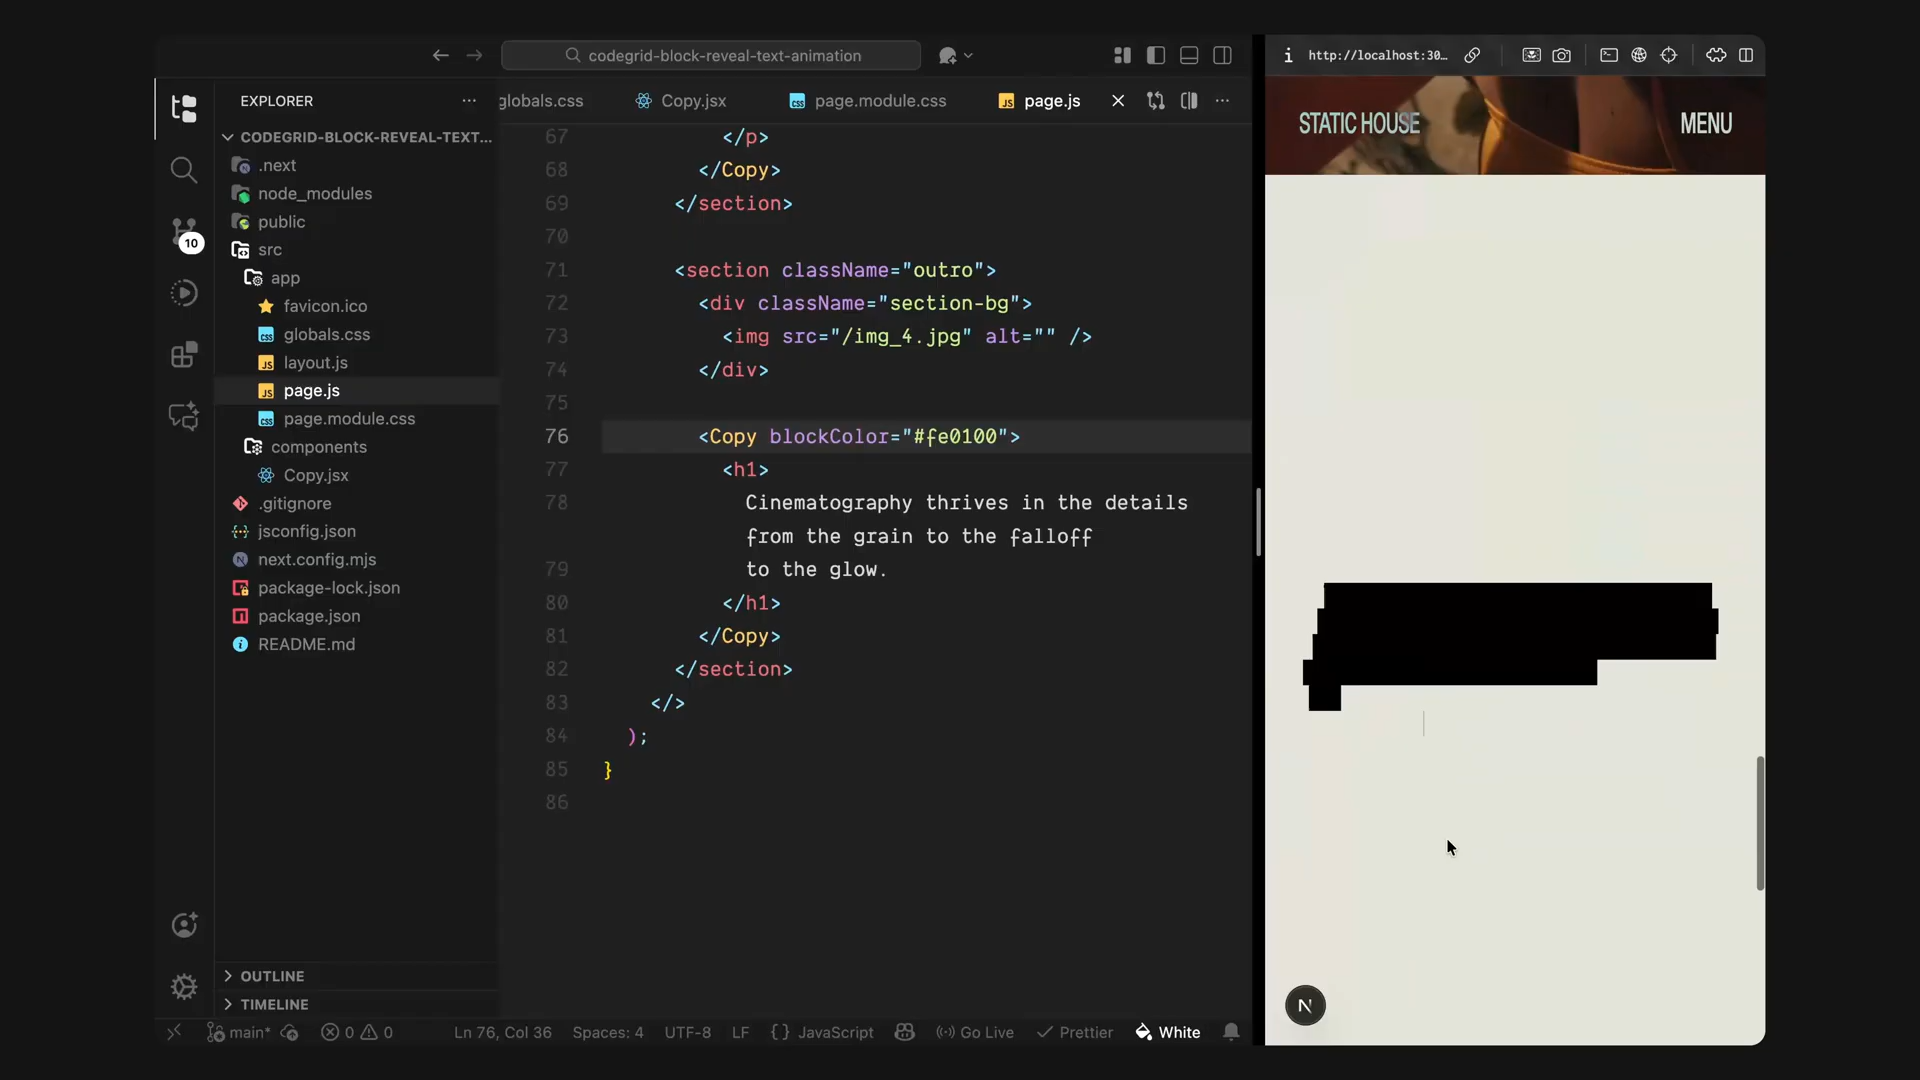 codegrid-block-reveal-text-animation
http://localhost:30…
EXPLORER
globals.css
Copy.jsx
page.module.css
page.js
CODEGRID-BLOCK-REVEAL-TEXT…
.next
node_modules
public
src
app
favicon.ico
globals.css
layout.js
page.js
page.module.css
components
Copy.jsx
.gitignore
jsconfig.json
next.config.mjs
package-lock.json
package.json
README.md
OUTLINE
TIMELINE
10
67 </p>
68 </Copy>
69 </section>
70
71 <section className="outro">
72 <div className="section-bg">
73 <img src="/img_4.jpg" alt="" />
74 </div>
75
76 <Copy blockColor="#fe0100">
77 <h1>
78 Cinematography thrives in the details
from the grain to the falloff
79 to the glow.
80 </h1>
81 </Copy>
82 </section>
83 </>
84 );
85 }
86
STATIC HOUSE
MENU
N
main*
0 0
Ln 76, Col 36
Spaces: 4
UTF-8
LF
{ } JavaScript
Go Live
Prettier
White